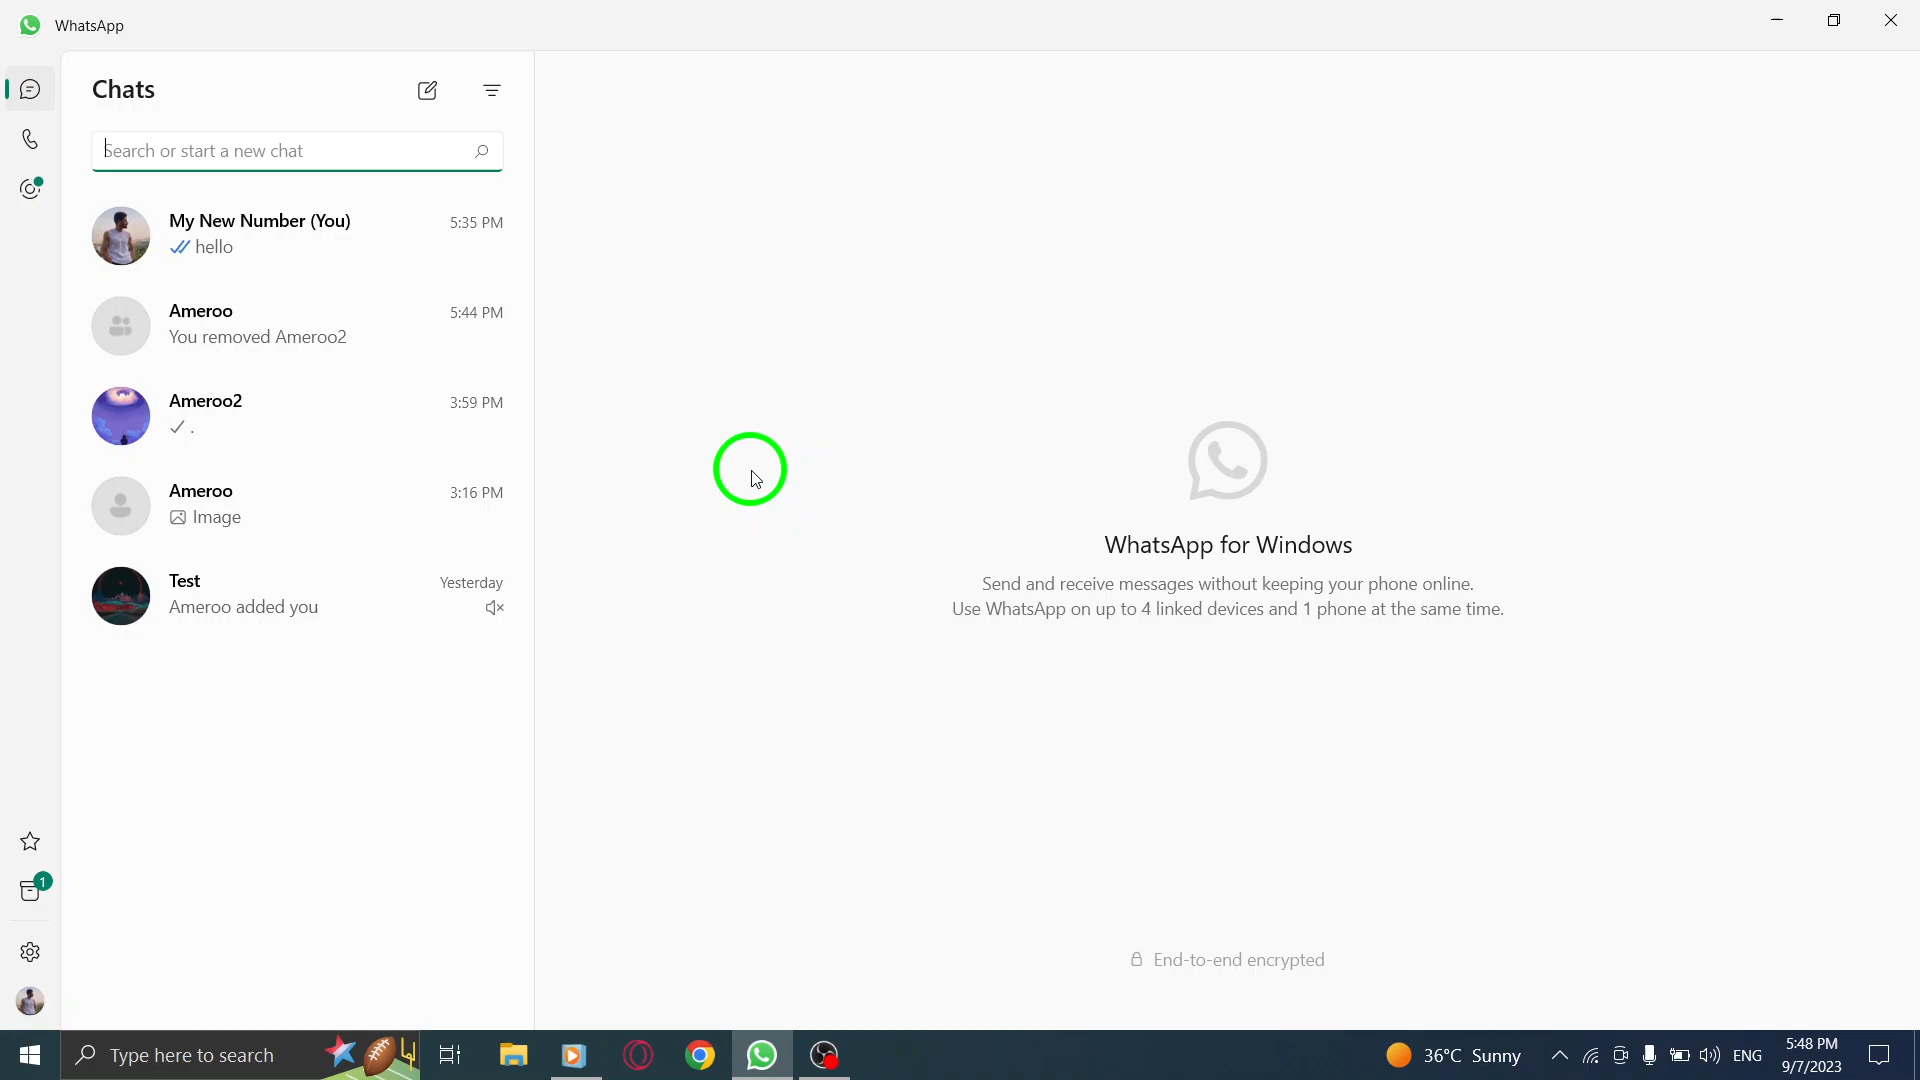 WhatsApp
Chats
Search or start a new chat
My New Number (You)
5:35 PM
hello
Ameroo
5:44 PM
You removed Ameroo2
Ameroo2
3:59 PM
.
Ameroo
3:16 PM
Image
Test
Yesterday
Ameroo added you
WhatsApp for Windows
Send and receive messages without keeping your phone online.
Use WhatsApp on up to 4 linked devices and 1 phone at the same time.
1
End-to-end encrypted
Type here to search
36°C Sunny
ENG
5:48 PM
9/7/2023